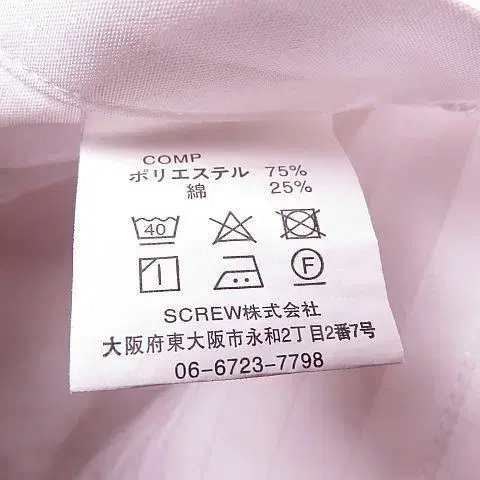 COMP
ポリエステル 75%
綿 25%
40
F
SCREW株式会社
大阪府東大阪市永和2丁目2番7号
06-6723-7798